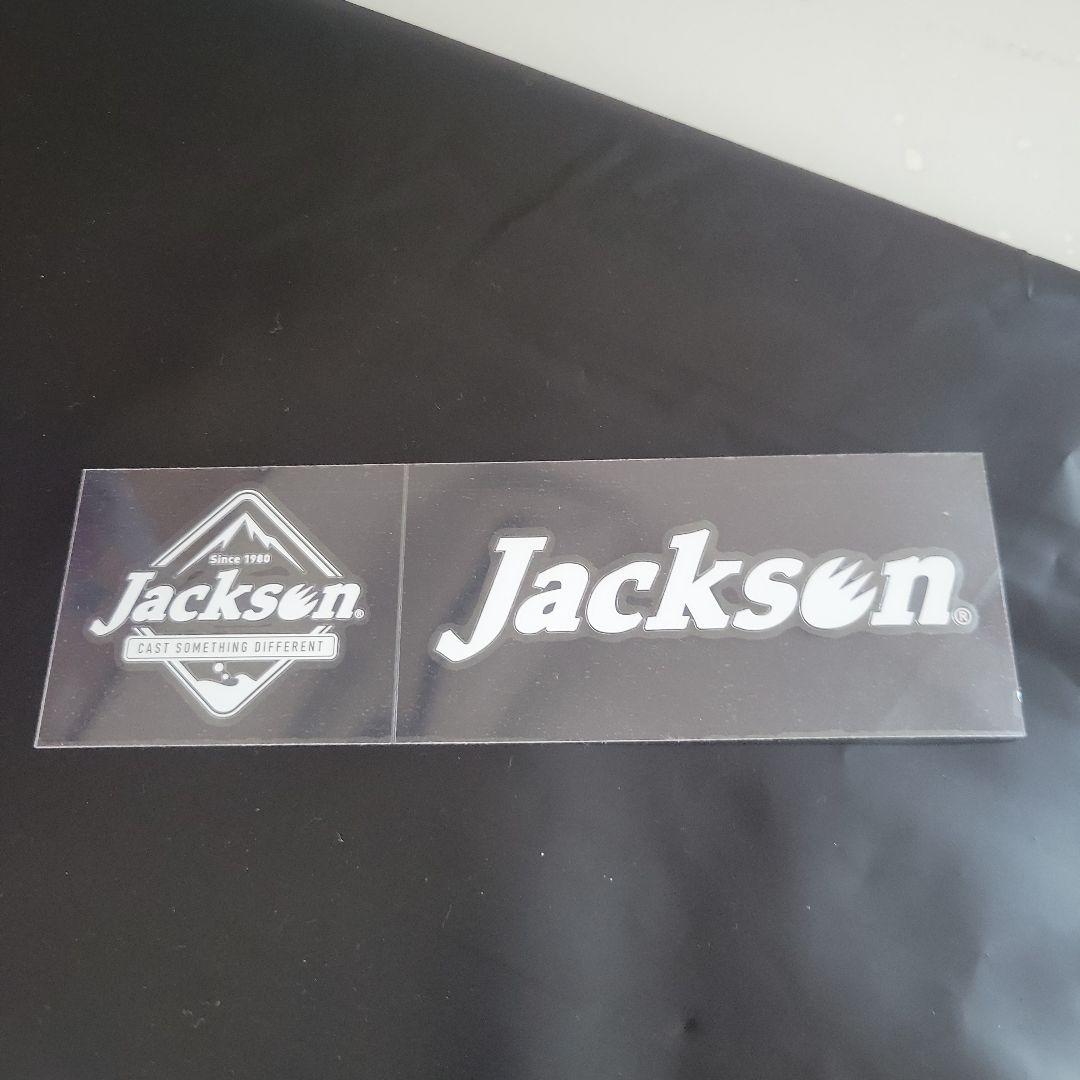 Since 1980
Jackson®
CAST SOMETHING DIFFERENT
Jackson®